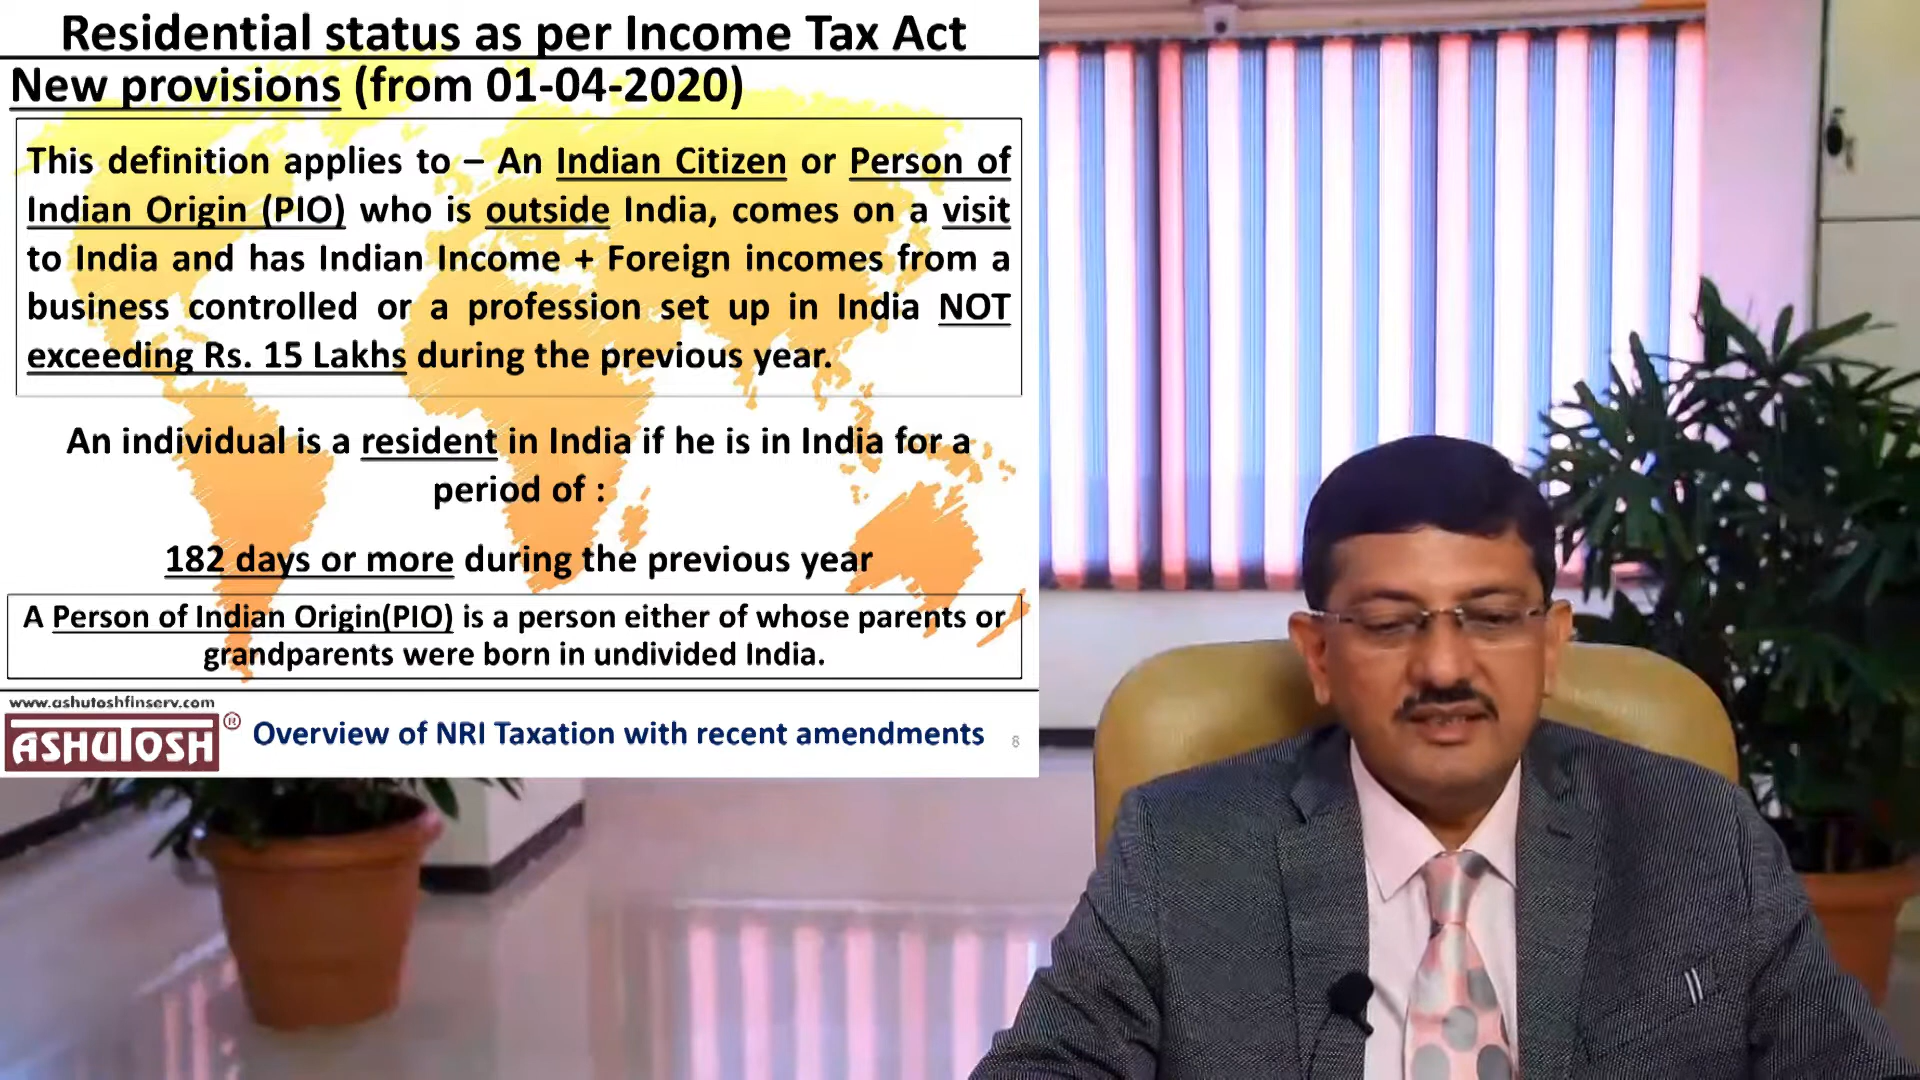 Residential status as per Income Tax Act
New provisions (from 01-04-2020)
This definition applies to – An Indian Citizen or Person of
Indian Origin (PIO) who is outside India, comes on a visit
to India and has Indian Income + Foreign incomes from a
business controlled or a profession set up in India NOT
exceeding Rs. 15 Lakhs during the previous year.
An individual is a resident in India if he is in India for a
period of :
182 days or more during the previous year
A Person of Indian Origin(PIO) is a person either of whose parents or
grandparents were born in undivided India.
www.ashutoshfinserv.com
ASHUTOSH ®
Overview of NRI Taxation with recent amendments
8